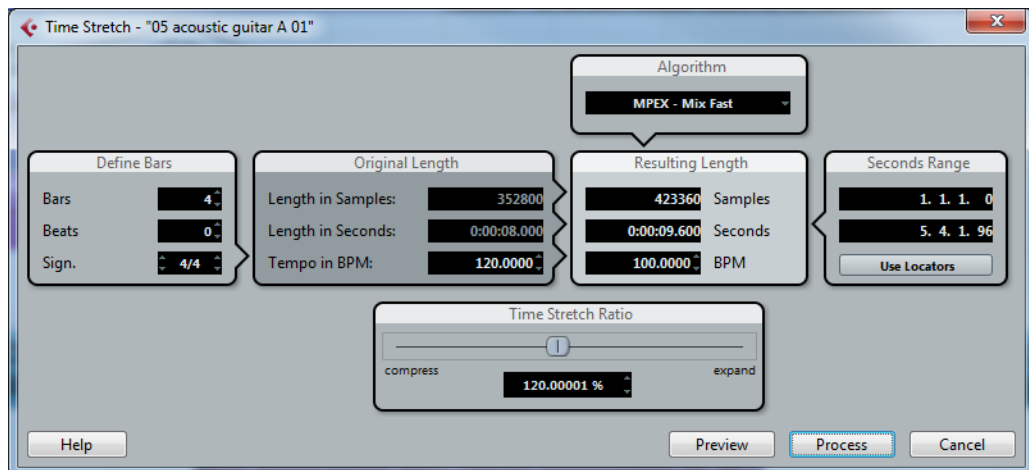 Time Stretch - "05 acoustic guitar A 01"
Algorithm
MPEX - Mix Fast
Define Bars
Bars 4
Beats 0
Sign. 4/4
Original Length
Length in Samples: 352800
Length in Seconds: 0:00:08.000
Tempo in BPM: 120.0000
Resulting Length
423360 Samples
0:00:09.600 Seconds
100.0000 BPM
Seconds Range
1. 1. 1. 0
5. 4. 1. 96
Use Locators
Time Stretch Ratio
compress expand
120.00001 %
Help Preview Process Cancel